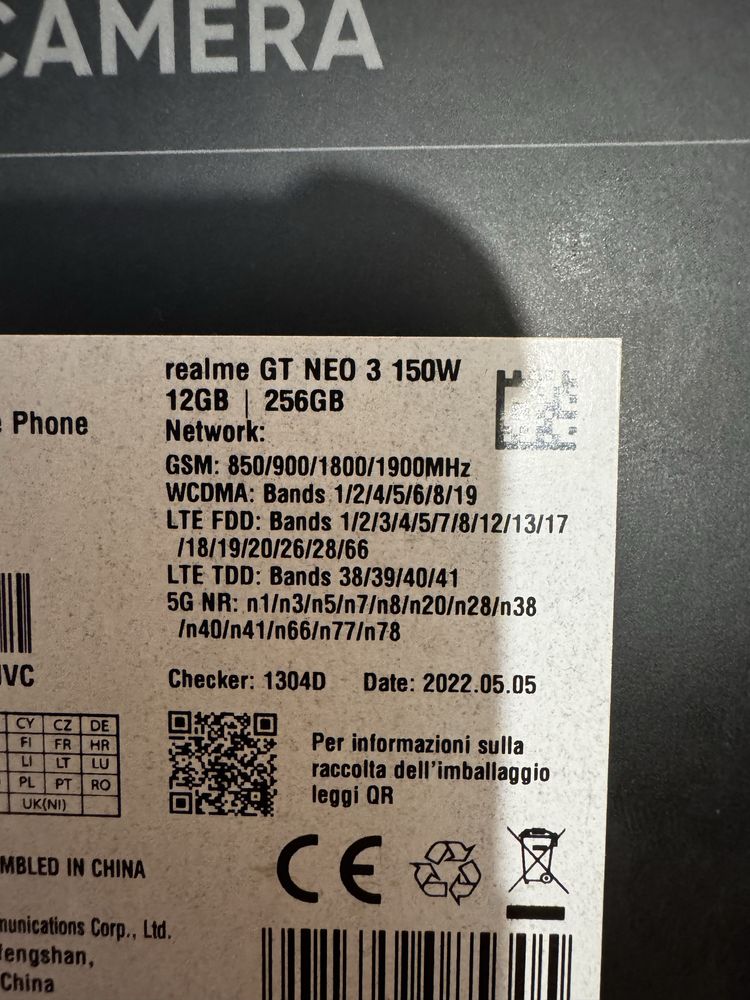 CAMERA
realme GT NEO 3 150W
12GB | 256GB
Phone
Network:
GSM: 850/900/1800/1900MHz
WCDMA: Bands 1/2/4/5/6/8/19
LTE FDD: Bands 1/2/3/4/5/7/8/12/13/17
/18/19/20/26/28/66
LTE TDD: Bands 38/39/40/41
5G NR: n1/n3/n5/n7/n8/n20/n28/n38
/n40/n41/n66/n77/n78
Checker: 1304D Date: 2022.05.05
CY CZ DE
FI FR HR
LI LT LU
PL PT RO
UK(NI)
Per informazioni sulla
raccolta dell'imballaggio
leggi QR
MBLED IN CHINA
CE
munications Corp., Ltd.
fengshan,
China